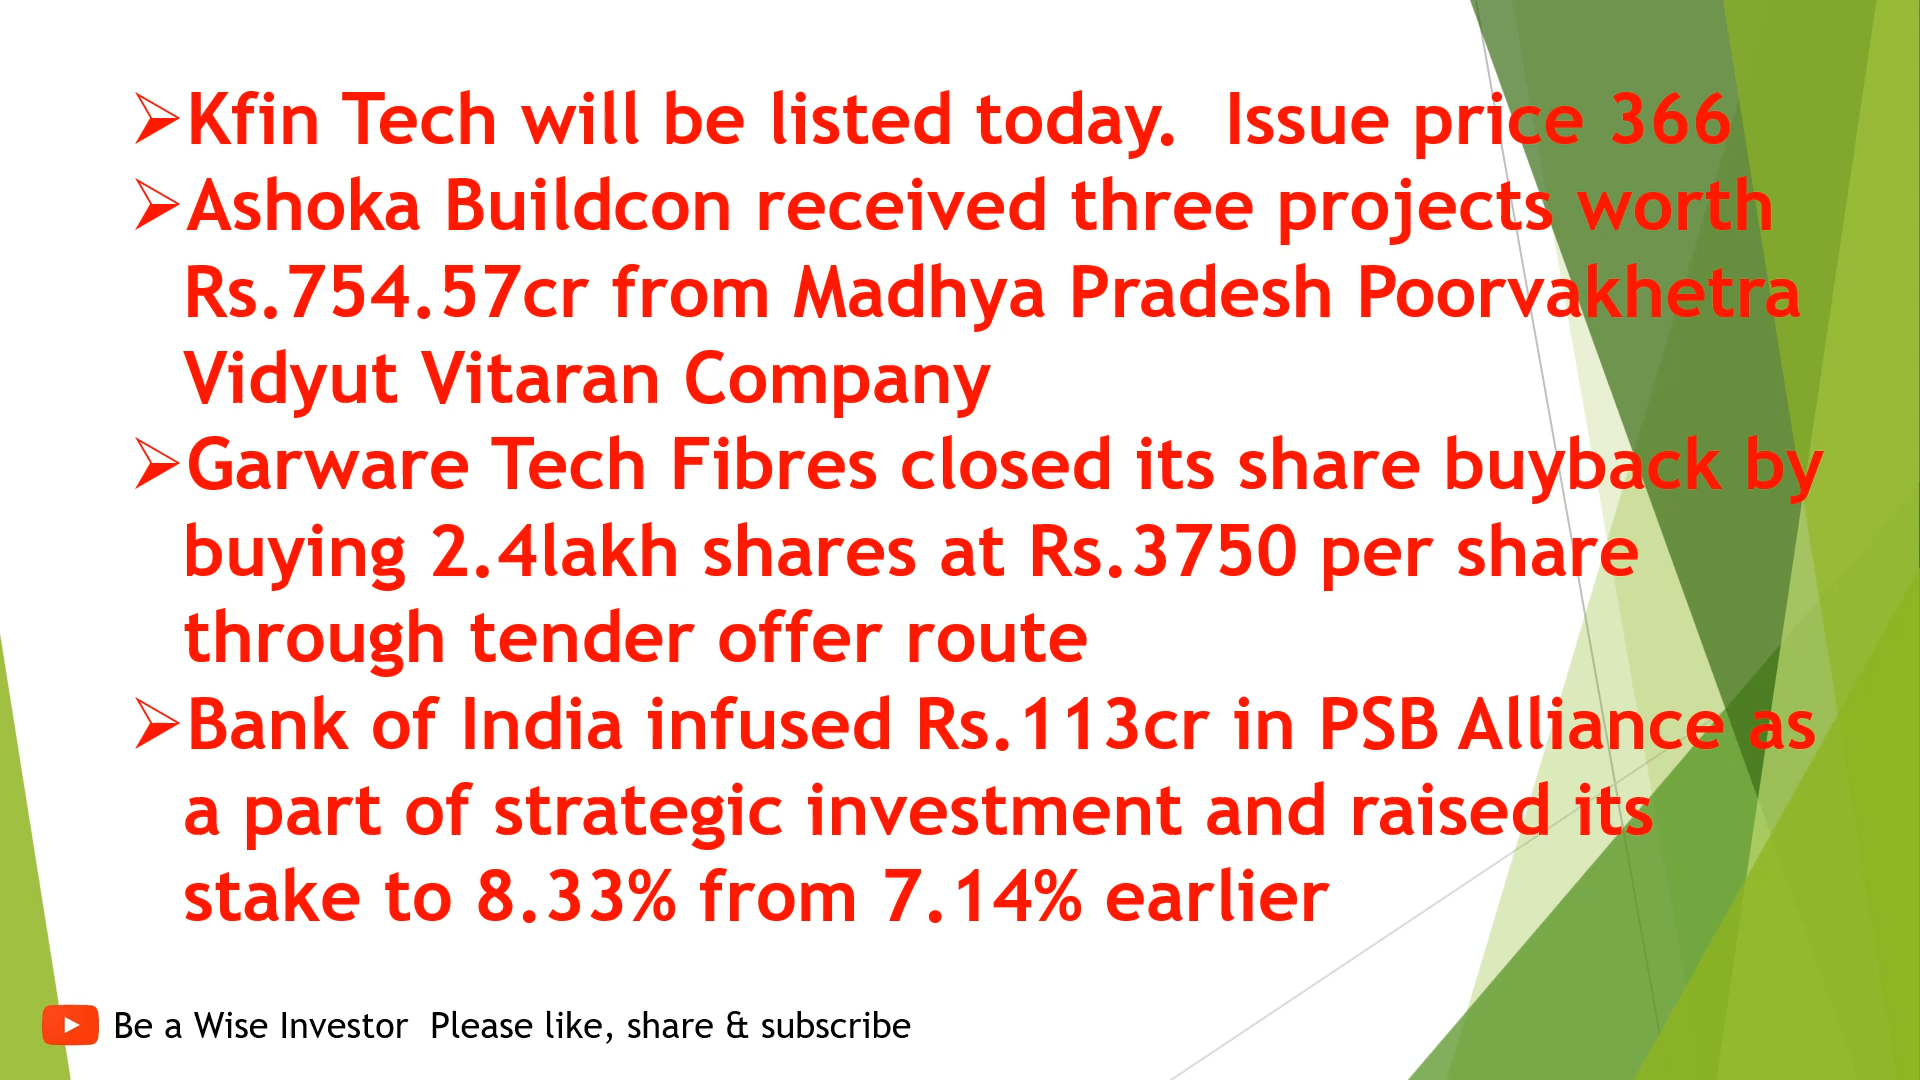 ➢Kfin Tech will be listed today.  Issue price 366
➢Ashoka Buildcon received three projects worth
Rs.754.57cr from Madhya Pradesh Poorvakhetra
Vidyut Vitaran Company
➢Garware Tech Fibres closed its share buyback by
buying 2.4lakh shares at Rs.3750 per share
through tender offer route
➢Bank of India infused Rs.113cr in PSB Alliance as
a part of strategic investment and raised its
stake to 8.33% from 7.14% earlier
Be a Wise Investor  Please like, share & subscribe